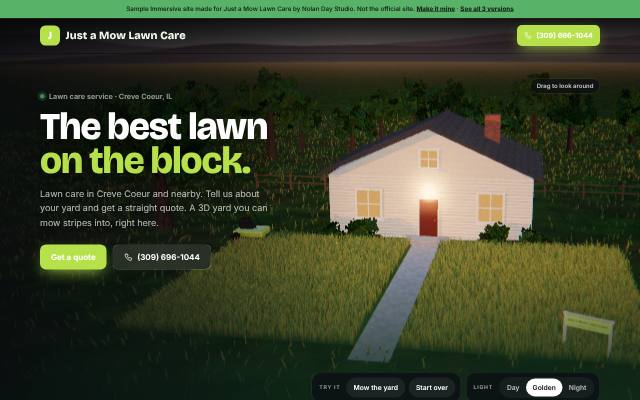 Sample Immersive site made for Just a Mow Lawn Care by Nolan Day Studio. Not the official site. Make it mine · See all 3 versions
J Just a Mow Lawn Care
(309) 696-1044
Drag to look around
Lawn care service · Creve Coeur, IL
The best lawn
on the block.
Lawn care in Creve Coeur and nearby. Tell us about
your yard and get a straight quote. A 3D yard you can
mow stripes into, right here.
Get a quote
(309) 696-1044
TRY IT Mow the yard Start over
LIGHT Day Golden Night